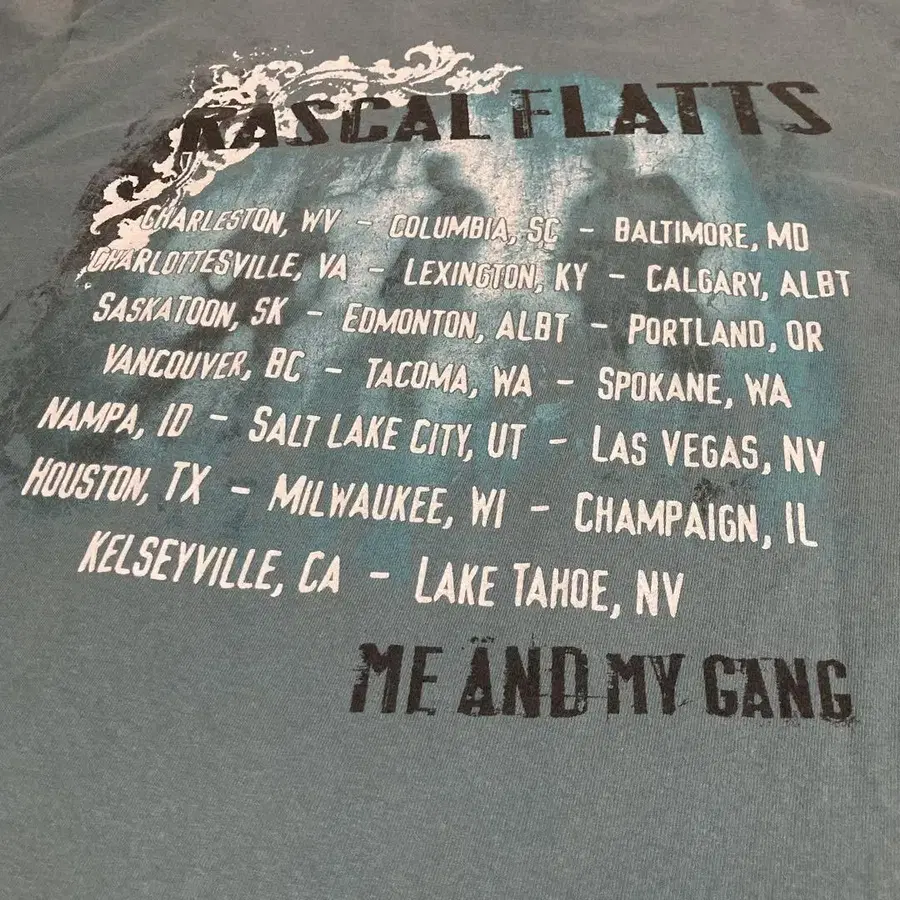 RASCAL FLATTS
CHARLESTON, WV - COLUMBIA, SC - BALTIMORE, MD
CHARLOTTESVILLE, VA - LEXINGTON, KY - CALGARY, ALBT
SASKATOON, SK - EDMONTON, ALBT - PORTLAND, OR
VANCOUVER, BC - TACOMA, WA - SPOKANE, WA
NAMPA, ID - SALT LAKE CITY, UT - LAS VEGAS, NV
HOUSTON, TX - MILWAUKEE, WI - CHAMPAIGN, IL
KELSEYVILLE, CA - LAKE TAHOE, NV
ME ÄND MY GANG